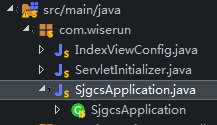 src/main/java
com.wiserun
IndexViewConfig.java
ServletInitializer.java
SjgcsApplication.java
SjgcsApplication